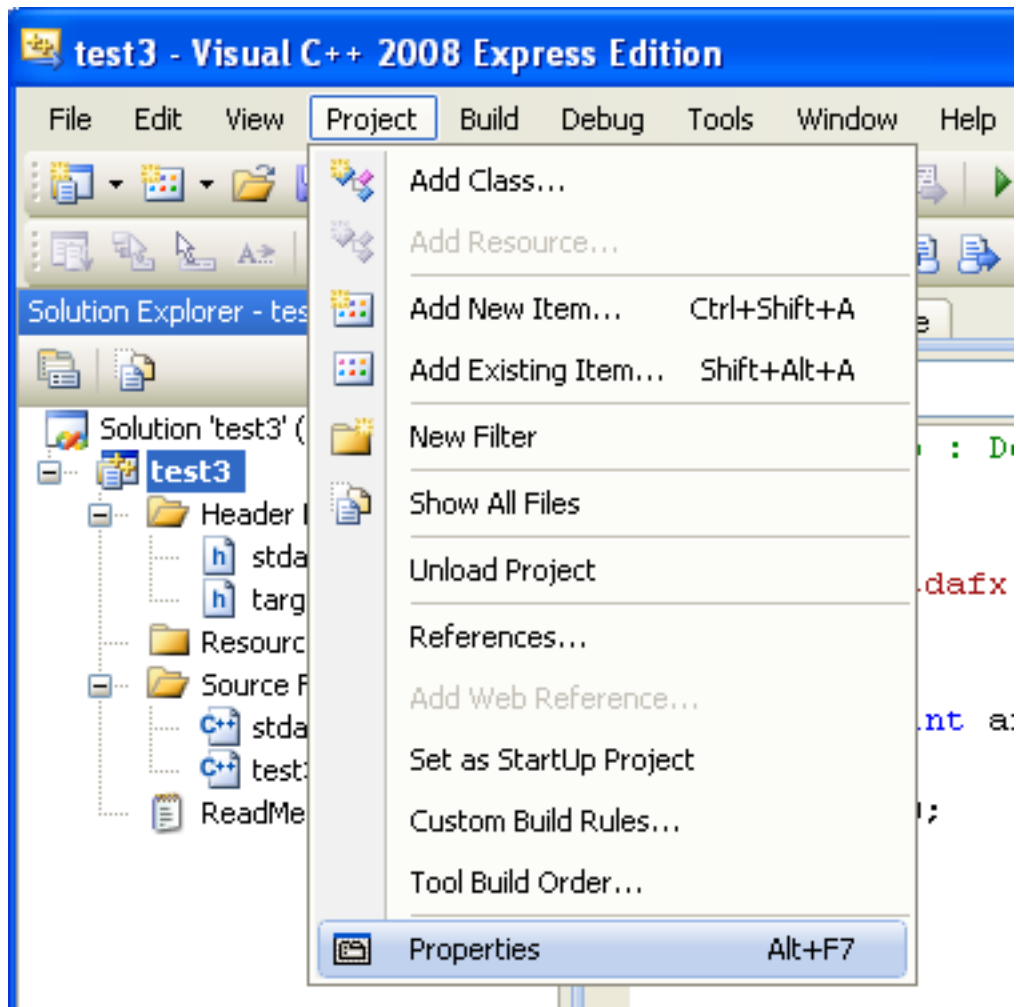 test3 - Visual C++ 2008 Express Edition
File Edit View Project Build Debug Tools Window Help
Add Class...
Add Resource...
Solution Explorer - tes
Add New Item... Ctrl+Shift+A
Add Existing Item... Shift+Alt+A
Solution 'test3' (
New Filter
: D
test3
Show All Files
Header
stda
Unload Project
dafx
targ
References...
Resourc
Source F
Add Web Reference...
stda
int a
test
Set as StartUp Project
ReadMe
Custom Build Rules...
;
Tool Build Order...
Properties Alt+F7